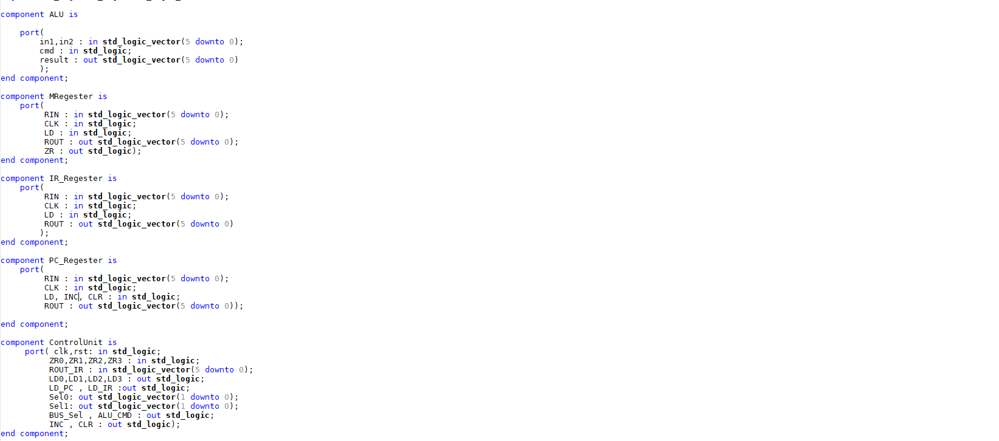 component ALU is
port(
in1,in2 : in std_logic_vector(5 downto 0);
cmd : in std_logic;
result : out std_logic_vector(5 downto 0)
);
end component;
component MRegester is
port(
RIN : in std_logic_vector(5 downto 0);
CLK : in std_logic;
LD : in std_logic;
ROUT : out std_logic_vector(5 downto 0);
ZR : out std_logic);
end component;
component IR_Regester is
port(
RIN : in std_logic_vector(5 downto 0);
CLK : in std_logic;
LD : in std_logic;
ROUT : out std_logic_vector(5 downto 0)
);
end component;
component PC_Regester is
port(
RIN : in std_logic_vector(5 downto 0);
CLK : in std_logic;
LD, INC, CLR : in std_logic;
ROUT : out std_logic_vector(5 downto 0));
end component;
component ControlUnit is
port( clk,rst: in std_logic;
ZR0,ZR1,ZR2,ZR3 : in std_logic;
ROUT_IR : in std_logic_vector(5 downto 0);
LD0,LD1,LD2,LD3 : out std_logic;
LD_PC , LD_IR :out std_logic;
Sel0: out std_logic_vector(1 downto 0);
Sel1: out std_logic_vector(1 downto 0);
BUS_Sel , ALU_CMD : out std_logic;
INC , CLR : out std_logic);
end component;